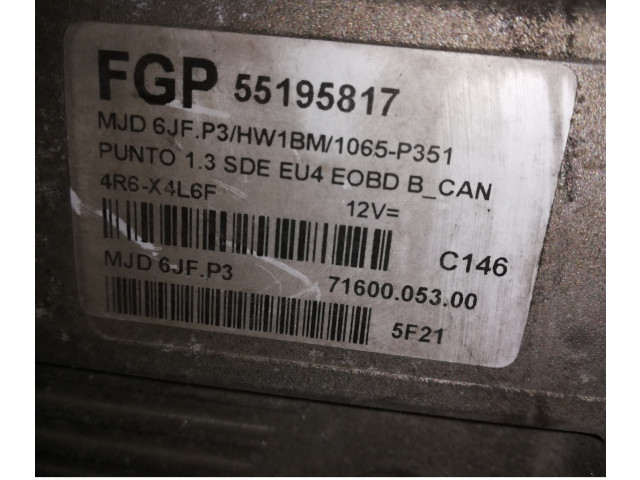 FGP 55195817
MJD 6JF.P3/HW1BM/1065-P351
PUNTO 1.3 SDE EU4 EOBD B_CAN
4R6-X4L6F 12V=
C146
MJD 6JF.P3 71600.053.00
5F21